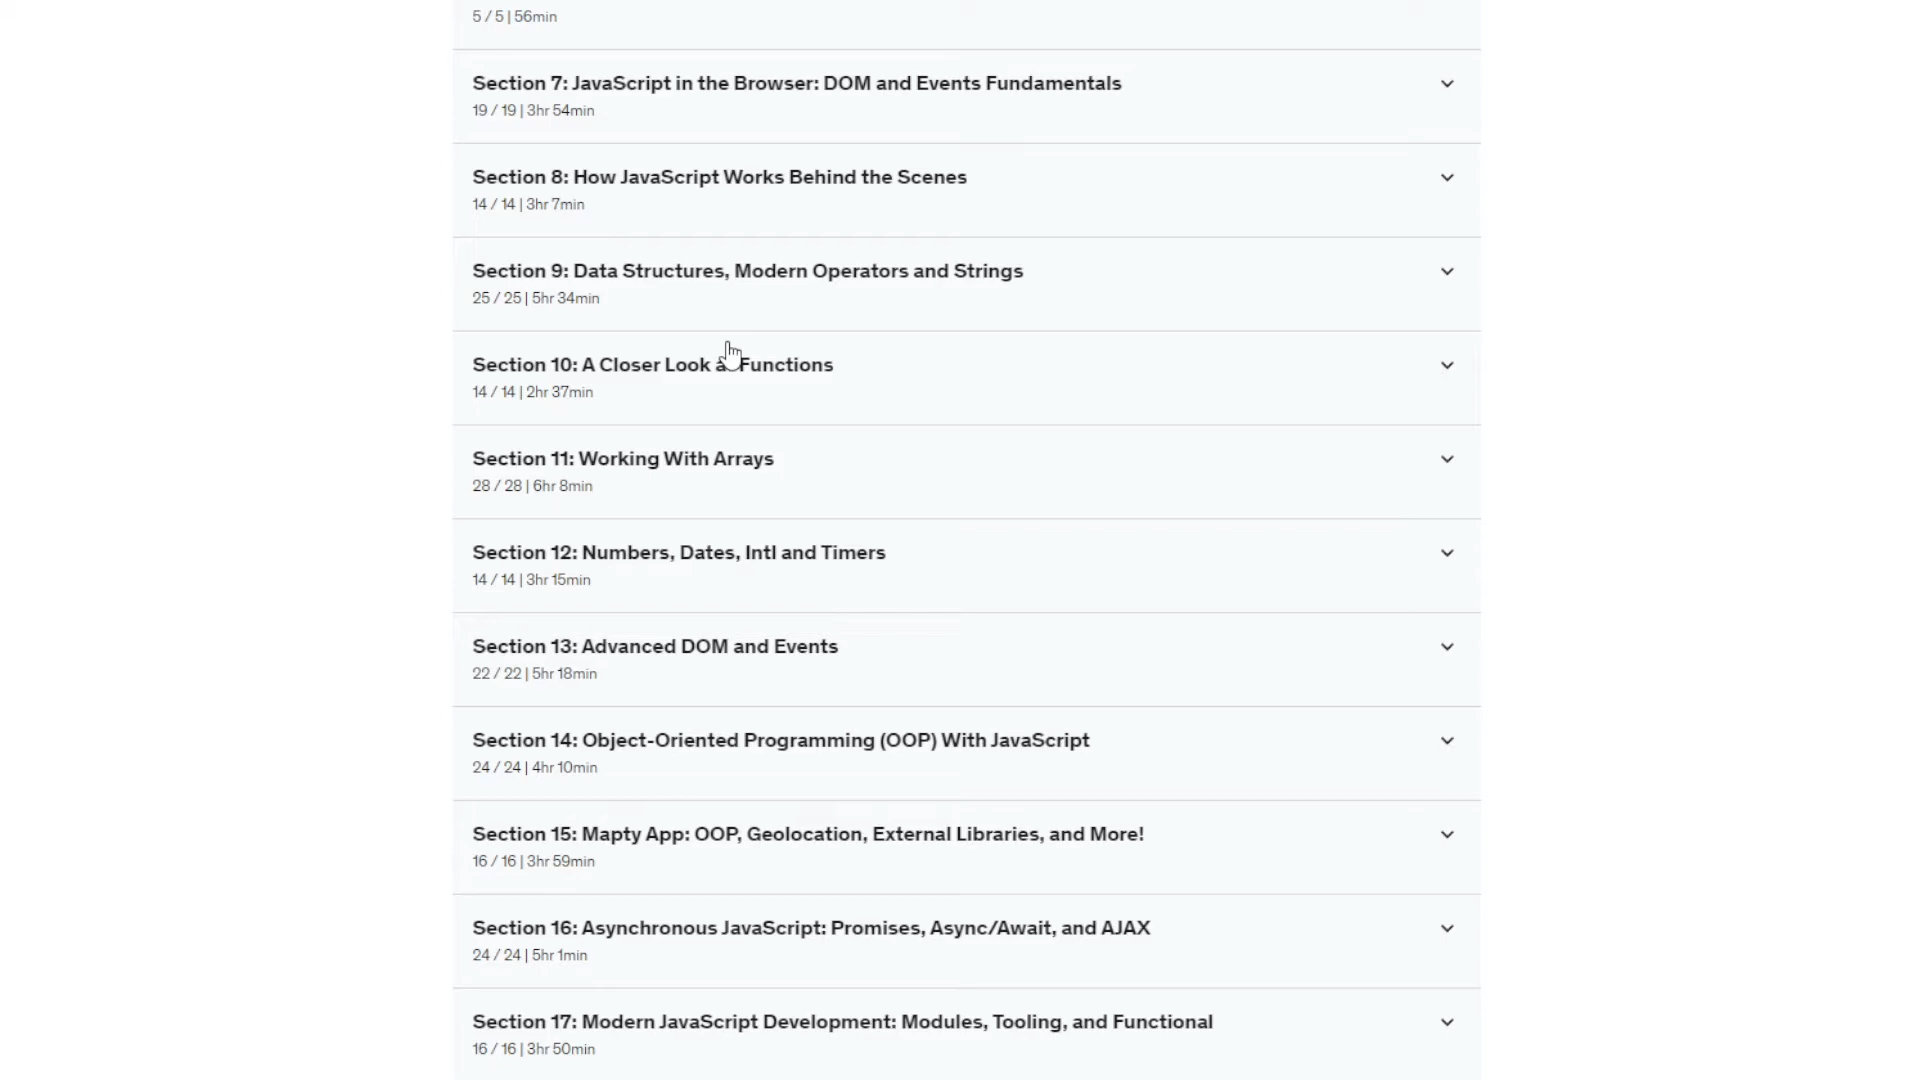 5 / 5 | 56min
Section 7: JavaScript in the Browser: DOM and Events Fundamentals
19 / 19 | 3hr 54min
Section 8: How JavaScript Works Behind the Scenes
14 / 14 | 3hr 7min
Section 9: Data Structures, Modern Operators and Strings
25 / 25 | 5hr 34min
Section 10: A Closer Look at Functions
14 / 14 | 2hr 37min
Section 11: Working With Arrays
28 / 28 | 6hr 8min
Section 12: Numbers, Dates, Intl and Timers
14 / 14 | 3hr 15min
Section 13: Advanced DOM and Events
22 / 22 | 5hr 18min
Section 14: Object-Oriented Programming (OOP) With JavaScript
24 / 24 | 4hr 10min
Section 15: Mapty App: OOP, Geolocation, External Libraries, and More!
16 / 16 | 3hr 59min
Section 16: Asynchronous JavaScript: Promises, Async/Await, and AJAX
24 / 24 | 5hr 1min
Section 17: Modern JavaScript Development: Modules, Tooling, and Functional
16 / 16 | 3hr 50min